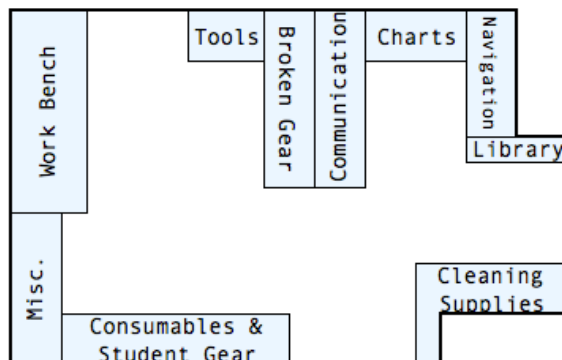 Tools
Broken Gear
Communication
Charts
Navigation
Work Bench
Library
Misc.
Cleaning
Supplies
Consumables &
Student Gear